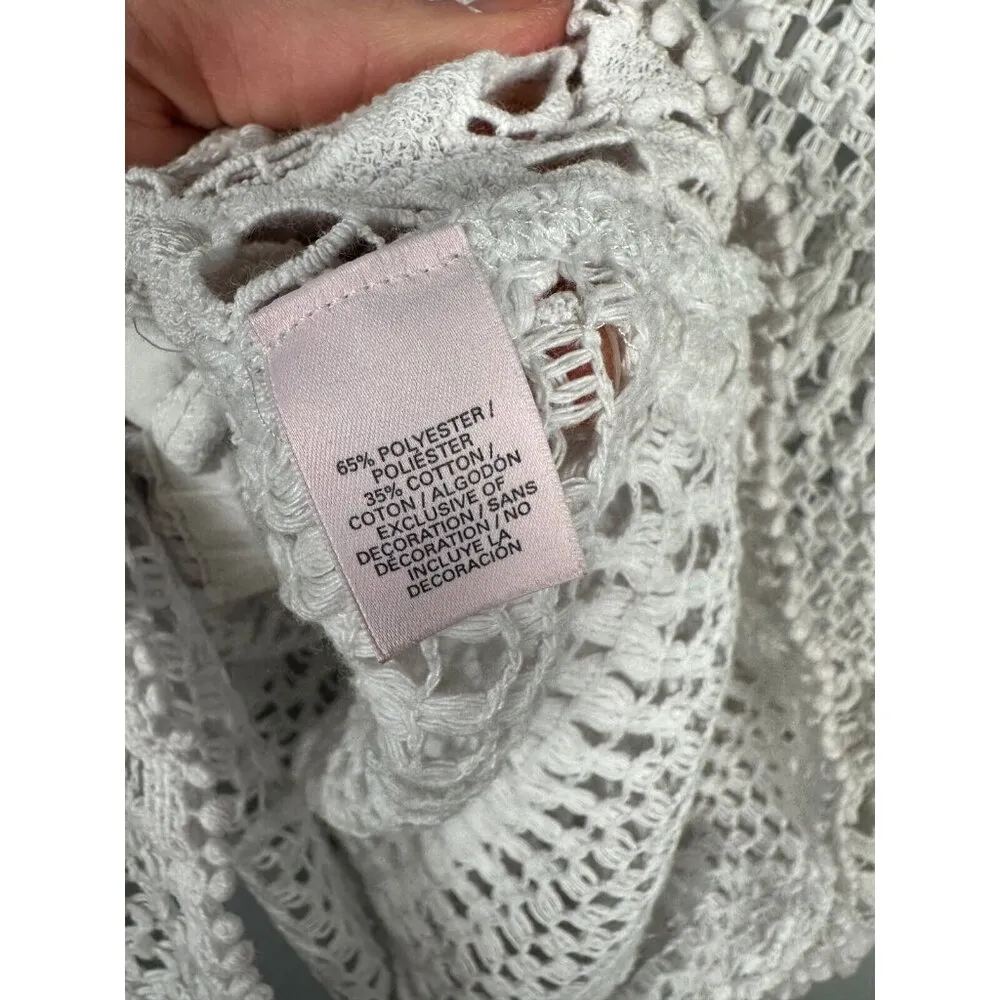 65% POLYESTER /
POLIÉSTER
35% COTTON /
COTON / ALGODÓN
EXCLUSIVE OF
DECORATION / SANS
DÉCORATION / NO
INCLUYE LA
DECORACIÓN